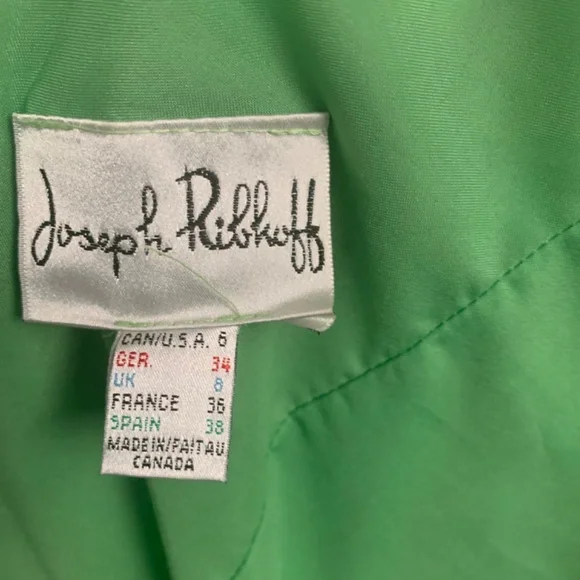 Joseph Ribkoff
CAN/U.S.A. 6
GER. 34
UK 8
FRANCE 36
SPAIN 38
MADE IN/FAIT AU
CANADA